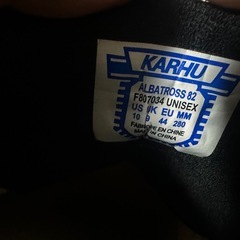 KARHU
ALBATROSS 82
F807034 UNISEX
US UK EU MM
10 9 44 280
FABRIQUE EN CHINE
MADE IN CHINA